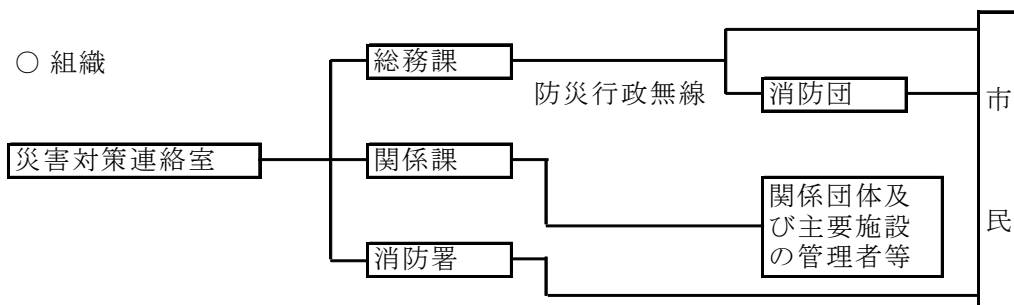 ○ 組織
総務課
防災行政無線
消防団
災害対策連絡室
関係課
関係団体及
び主要施設
の管理者等
消防署
市
民